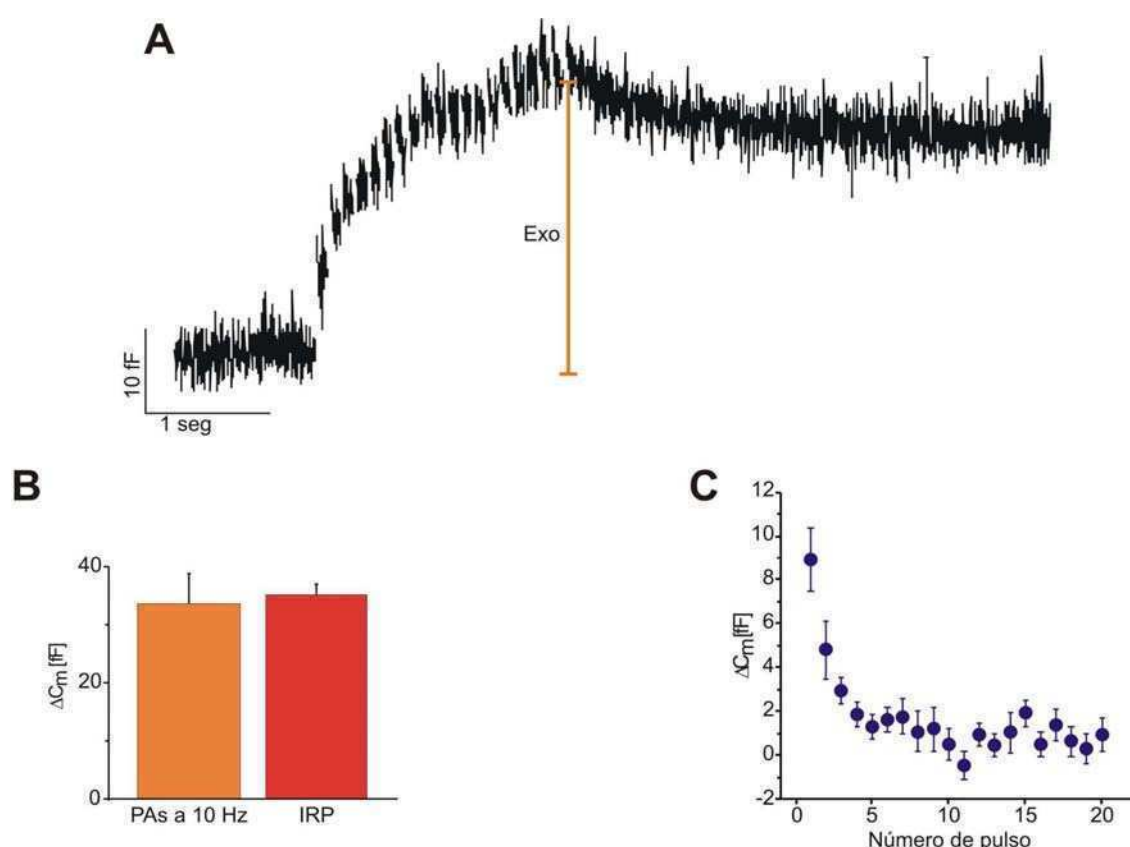 A
Exo
10 fF
1 seg
B
40
20
0
ΔCm [fF]
PAs a 10 Hz
IRP
C
12
10
8
6
4
2
0
-2
ΔCm[fF]
0 5 10 15 20
Número de pulso